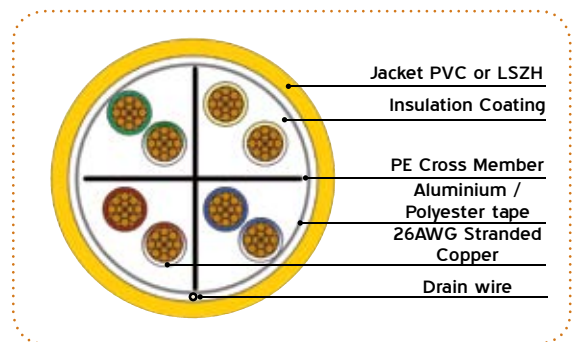 Jacket PVC or LSZH
Insulation Coating
PE Cross Member
Aluminium /
Polyester tape
26AWG Stranded
Copper
Drain wire